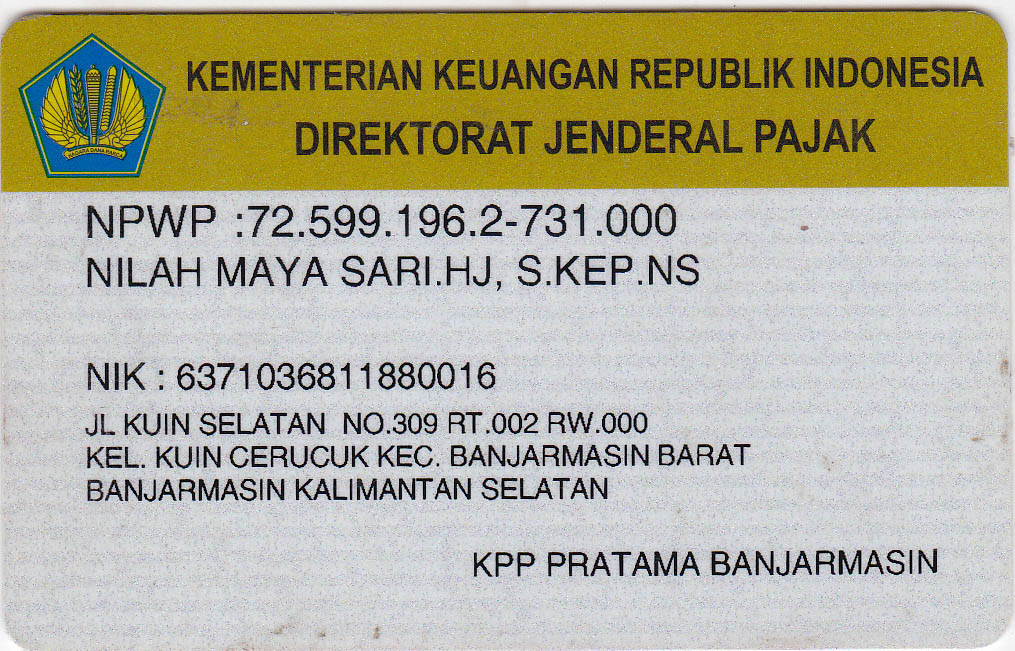 KEMENTERIAN KEUANGAN REPUBLIK INDONESIA
DIREKTORAT JENDERAL PAJAK
NAGARA DANA RAKCA
NPWP :72.599.196.2-731.000
NILAH MAYA SARI.HJ, S.KEP.NS
NIK : 6371036811880016
JL KUIN SELATAN NO.309 RT.002 RW.000
KEL. KUIN CERUCUK KEC. BANJARMASIN BARAT
BANJARMASIN KALIMANTAN SELATAN
KPP PRATAMA BANJARMASIN